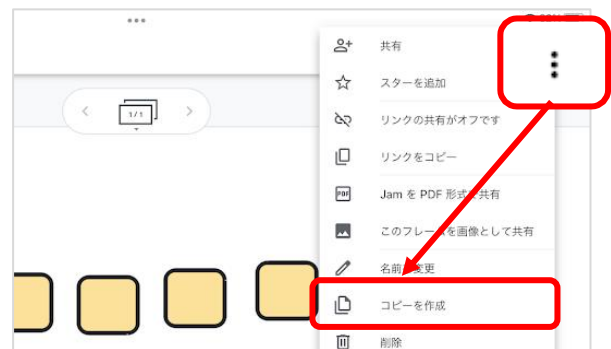 共有
スターを追加
1/1
リンクの共有がオフです
リンクをコピー
PDF
Jam を PDF 形式
共有
このフレー
を画像として共有
名前
変更
コピーを作成
削除